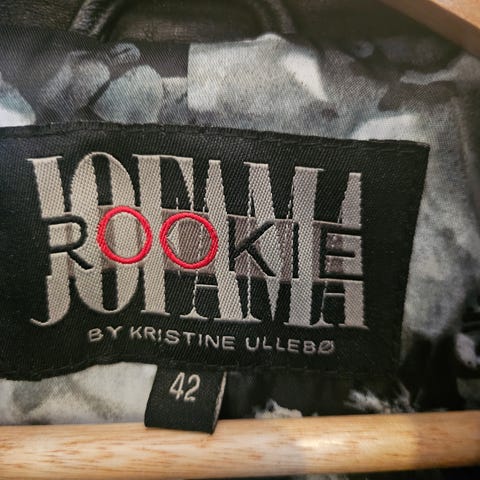 JOFAMA
ROOKIE
BY KRISTINE ULLEBØ
42